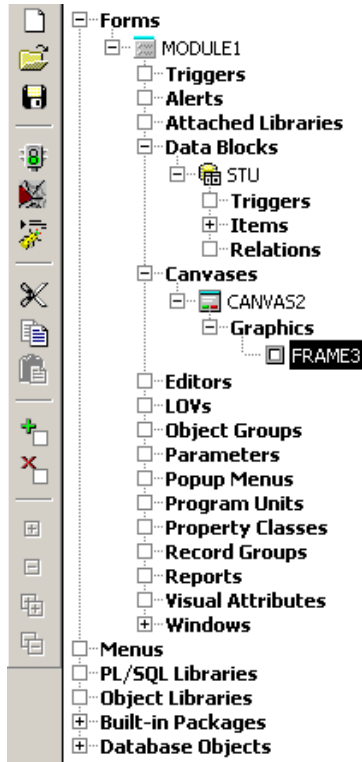 Forms
MODULE1
Triggers
Alerts
Attached Libraries
Data Blocks
STU
Triggers
Items
Relations
Canvases
CANVAS2
Graphics
FRAME3
Editors
LOVs
Object Groups
Parameters
Popup Menus
Program Units
Property Classes
Record Groups
Reports
Visual Attributes
Windows
Menus
PL/SQL Libraries
Object Libraries
Built-in Packages
Database Objects